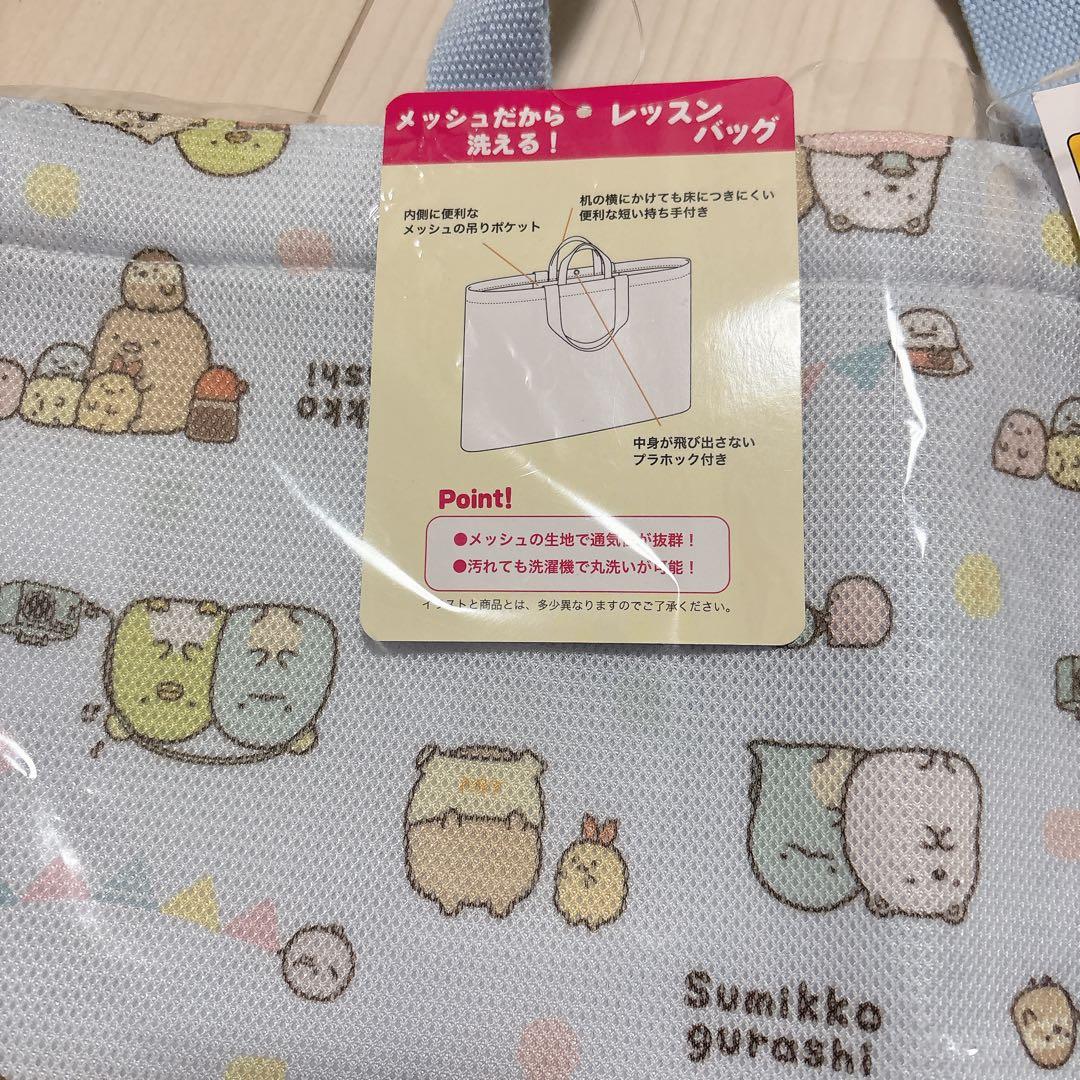 メッシュだから
洗える！
レッスン
バッグ
内側に便利な
メッシュの吊りポケット
机の横にかけても床につきにくい
便利な短い持ち手付き
中身が飛び出さない
プラホック付き
Point!
●メッシュの生地で通気性が抜群！
●汚れても洗濯機で丸洗いが可能！
イラストと商品とは、多少異なりますのでご了承ください。
shi
kko
Sumikko
gurashi